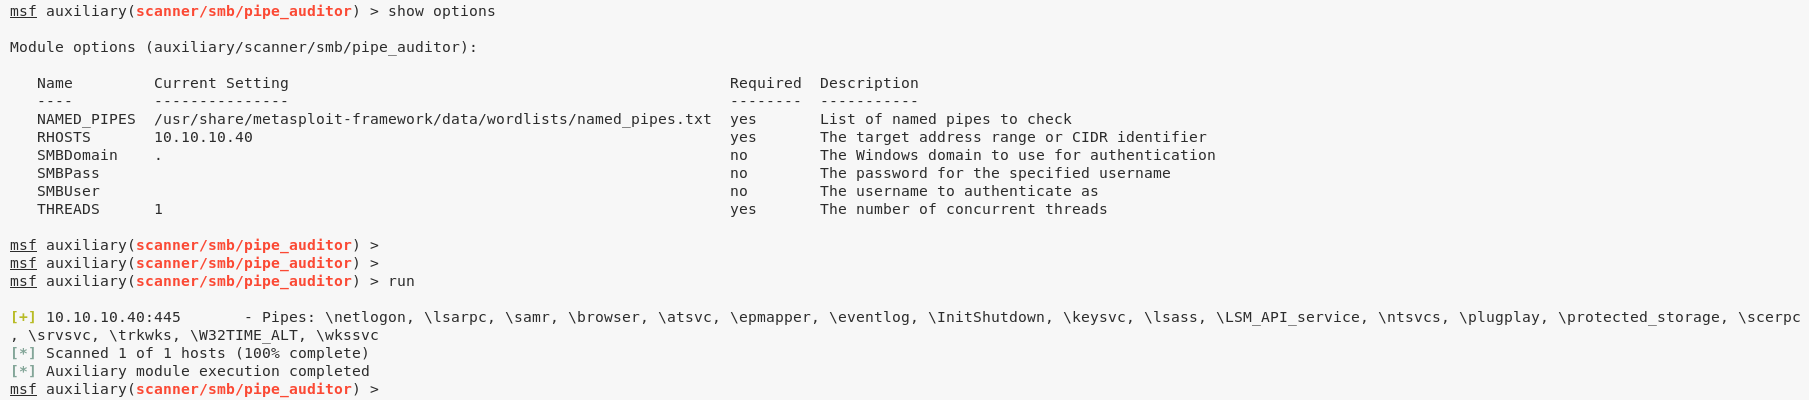 msf auxiliary(scanner/smb/pipe_auditor) > show options
Module options (auxiliary/scanner/smb/pipe_auditor):
   Name         Current Setting                                                 Required  Description
   ----         ---------------                                                 --------  -----------
   NAMED_PIPES  /usr/share/metasploit-framework/data/wordlists/named_pipes.txt  yes       List of named pipes to check
   RHOSTS       10.10.10.40                                                     yes       The target address range or CIDR identifier
   SMBDomain    .                                                               no        The Windows domain to use for authentication
   SMBPass                                                                      no        The password for the specified username
   SMBUser                                                                      no        The username to authenticate as
   THREADS      1                                                               yes       The number of concurrent threads
msf auxiliary(scanner/smb/pipe_auditor) >
msf auxiliary(scanner/smb/pipe_auditor) >
msf auxiliary(scanner/smb/pipe_auditor) > run
[+] 10.10.10.40:445       - Pipes: \netlogon, \lsarpc, \samr, \browser, \atsvc, \epmapper, \eventlog, \InitShutdown, \keysvc, \lsass, \LSM_API_service, \ntsvcs, \plugplay, \protected_storage, \scerpc
, \srvsvc, \trkwks, \W32TIME_ALT, \wkssvc
[*] Scanned 1 of 1 hosts (100% complete)
[*] Auxiliary module execution completed
msf auxiliary(scanner/smb/pipe_auditor) >